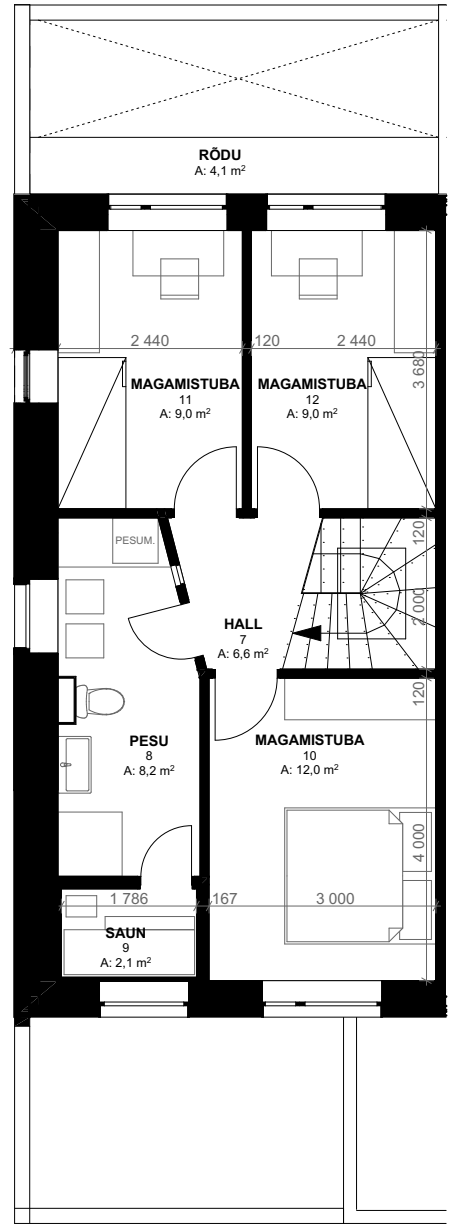 RÕDU
A: 4,1 m²
2 440
120
2 440
3 680
MAGAMISTUBA
11
A: 9,0 m²
MAGAMISTUBA
12
A: 9,0 m²
PESUM.
120
2 000
HALL
7
A: 6,6 m²
120
PESU
8
A: 8,2 m²
MAGAMISTUBA
10
A: 12,0 m²
4 000
1 786
167
3 000
SAUN
9
A: 2,1 m²